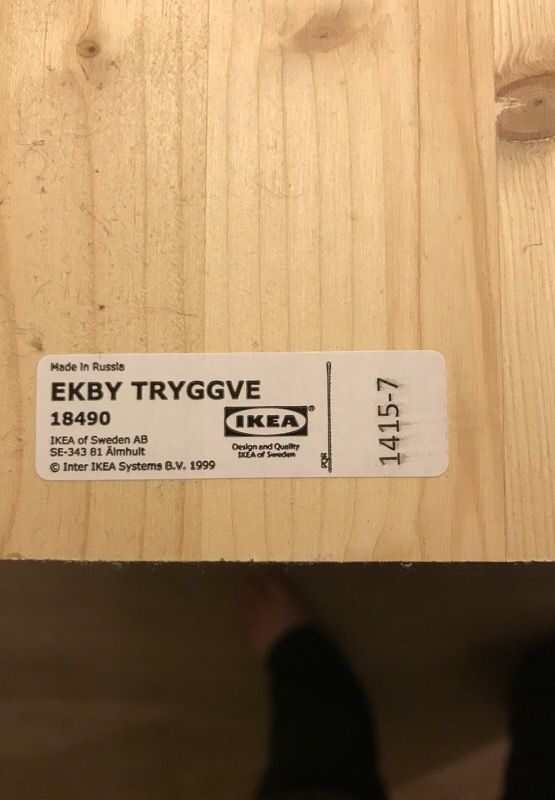 Made in Russia
EKBY TRYGGVE
18490
IKEA®
IKEA of Sweden AB
SE-343 81 Älmhult
© Inter IKEA Systems B.V. 1999
Design and Quality
IKEA of Sweden
PQR
1415-7